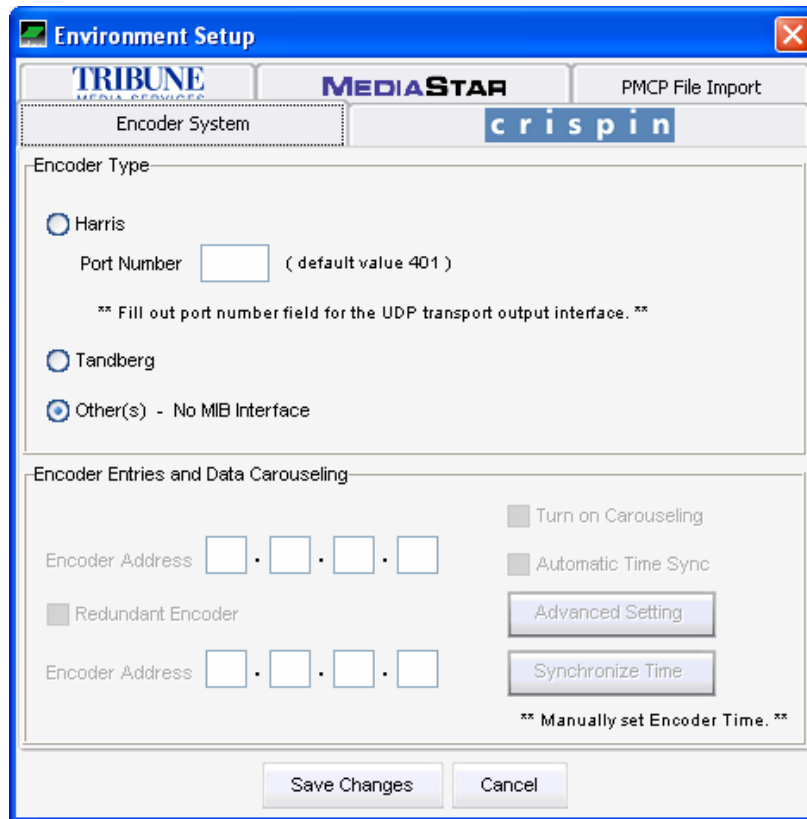 Environment Setup
TRIBUNE
MEDIA SERVICES
MEDIASTAR
PMCP File Import
Encoder System
crispin
Encoder Type
Harris
Port Number ( default value 401 )
** Fill out port number field for the UDP transport output interface. **
Tandberg
Other(s) - No MIB Interface
Encoder Entries and Data Carouseling
Turn on Carouseling
Encoder Address . . .
Automatic Time Sync
Redundant Encoder
Advanced Setting
Encoder Address . . .
Synchronize Time
** Manually set Encoder Time. **
Save Changes
Cancel